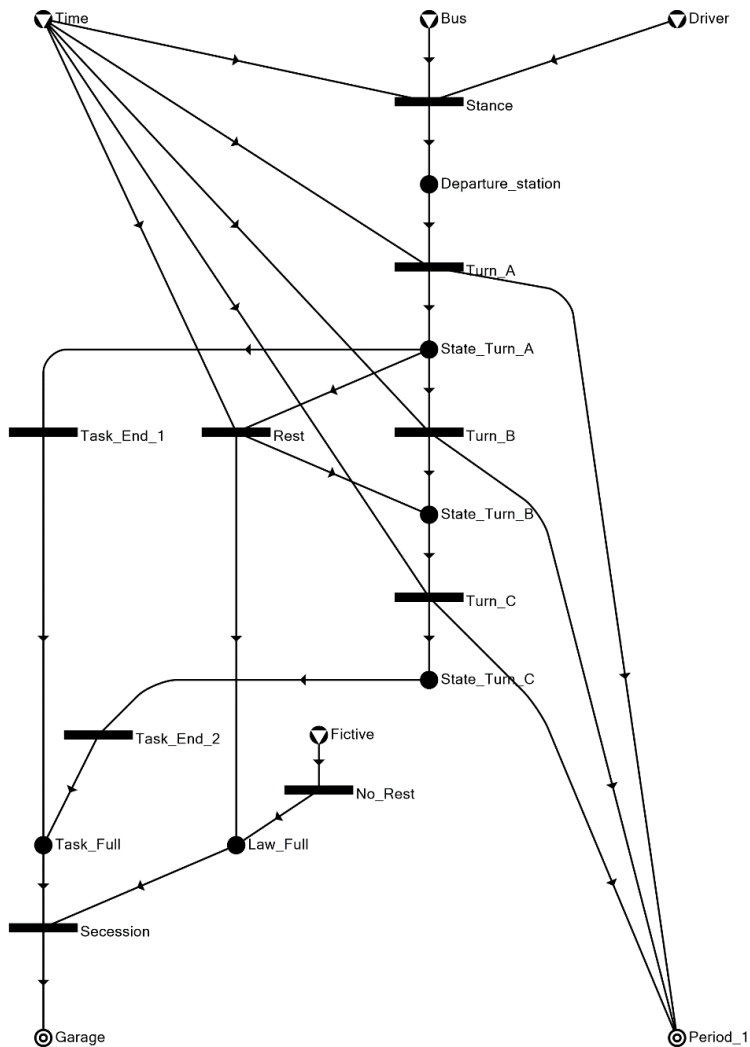 Time
Bus
Driver
Stance
Departure_station
Turn_A
State_Turn_A
Task_End_1
Rest
Turn_B
State_Turn_B
Turn_C
State_Turn_C
Task_End_2
Fictive
No_Rest
Task_Full
Law_Full
Secession
Garage
Period_1